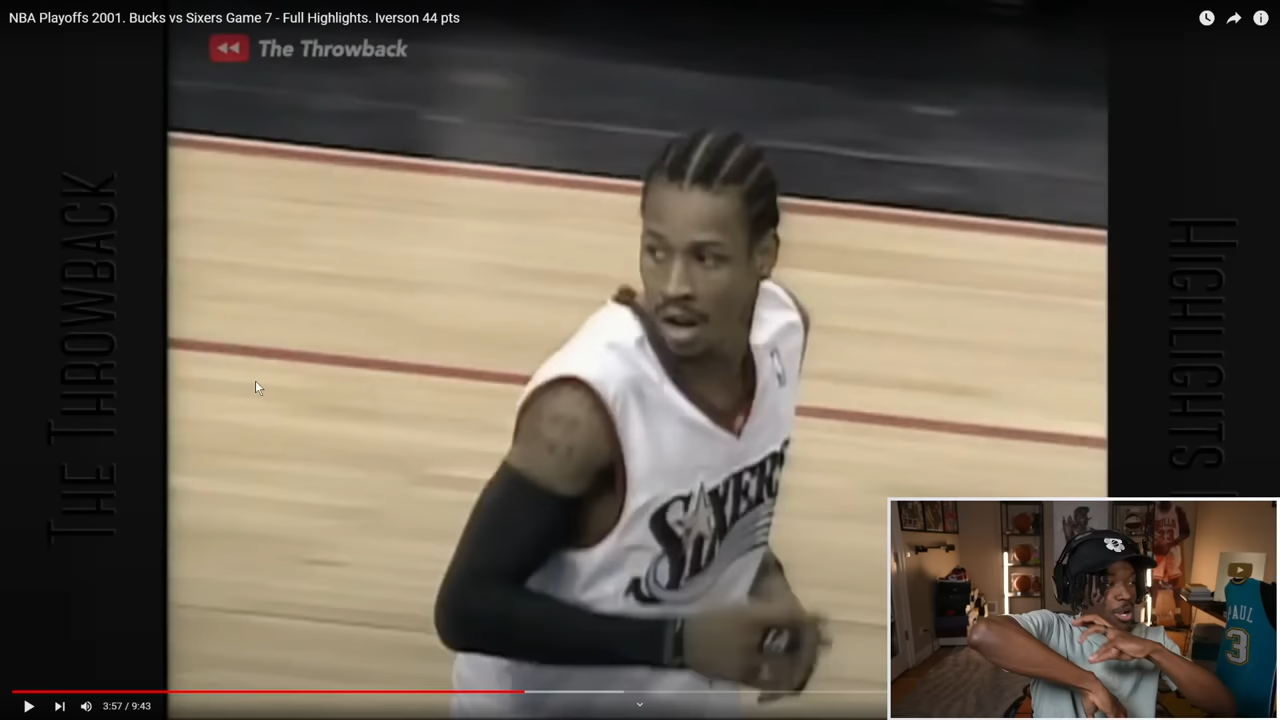 NBA Playoffs 2001. Bucks vs Sixers Game 7 - Full Highlights. Iverson 44 pts
The Throwback
THE THROWBACK
HIGHLIGHTS
SIXERS
PAUL
3
3:57 / 9:43